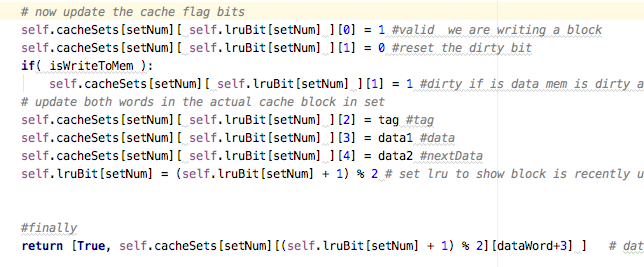 # now update the cache flag bits
self.cacheSets[setNum][ self.lruBit[setNum] ][0] = 1 #valid we are writing a block
self.cacheSets[setNum][ self.lruBit[setNum] ][1] = 0 #reset the dirty bit
if( isWriteToMem ):
self.cacheSets[setNum][ self.lruBit[setNum] ][1] = 1 #dirty if is data mem is dirty a
# update both words in the actual cache block in set
self.cacheSets[setNum][ self.lruBit[setNum] ][2] = tag #tag
self.cacheSets[setNum][ self.lruBit[setNum] ][3] = data1 #data
self.cacheSets[setNum][ self.lruBit[setNum] ][4] = data2 #nextData
self.lruBit[setNum] = (self.lruBit[setNum] + 1) % 2 # set lru to show block is recently u
#finally
return [True, self.cacheSets[setNum][(self.lruBit[setNum] + 1) % 2][dataWord+3] ] # dat